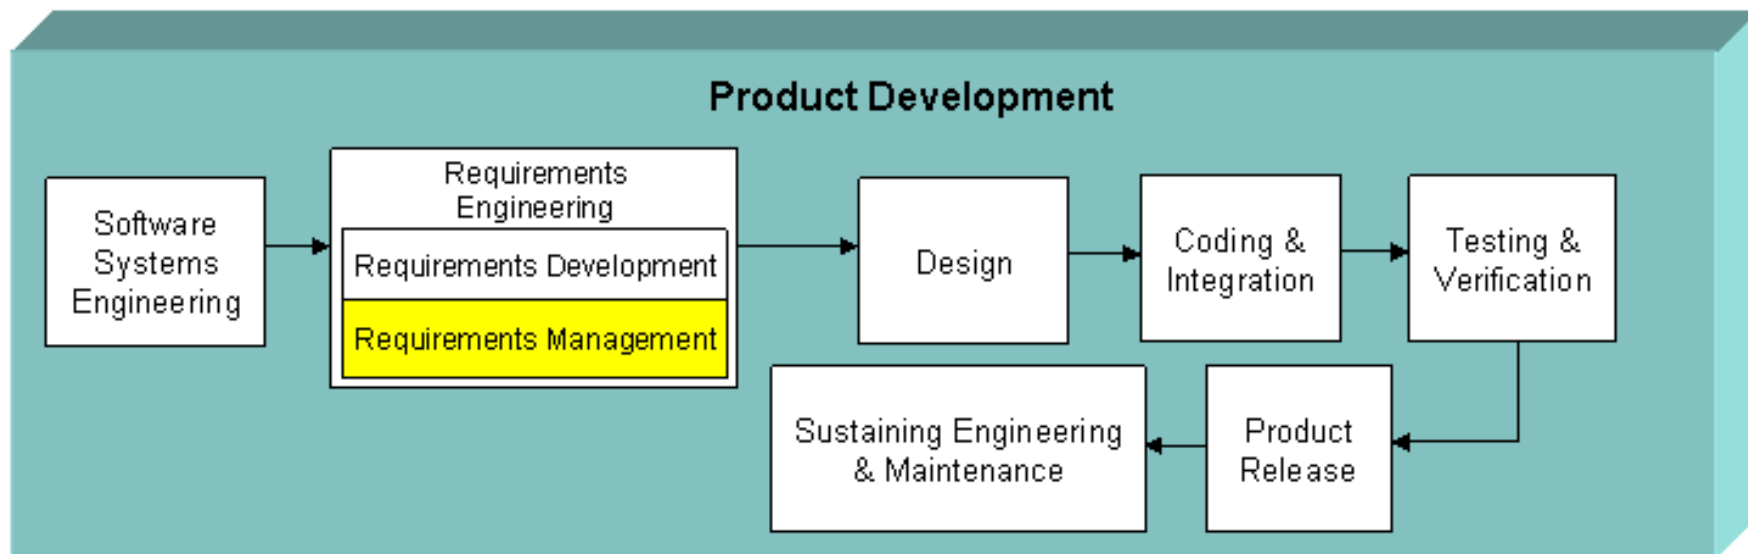 Product Development
Software
Systems
Engineering
Requirements
Engineering
Requirements Development
Requirements Management
Design
Coding &
Integration
Testing &
Verification
Product
Release
Sustaining Engineering
& Maintenance